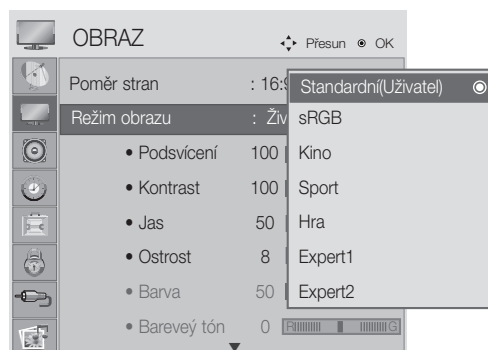 OBRAZ Přesun OK
Poměr stran : 16:9
Režim obrazu : Živ
• Podsvícení 100
• Kontrast 100
• Jas 50
• Ostrost 8
• Barva 50
• Bareveý tón 0 R G
Standardní(Uživatel)
sRGB
Kino
Sport
Hra
Expert1
Expert2